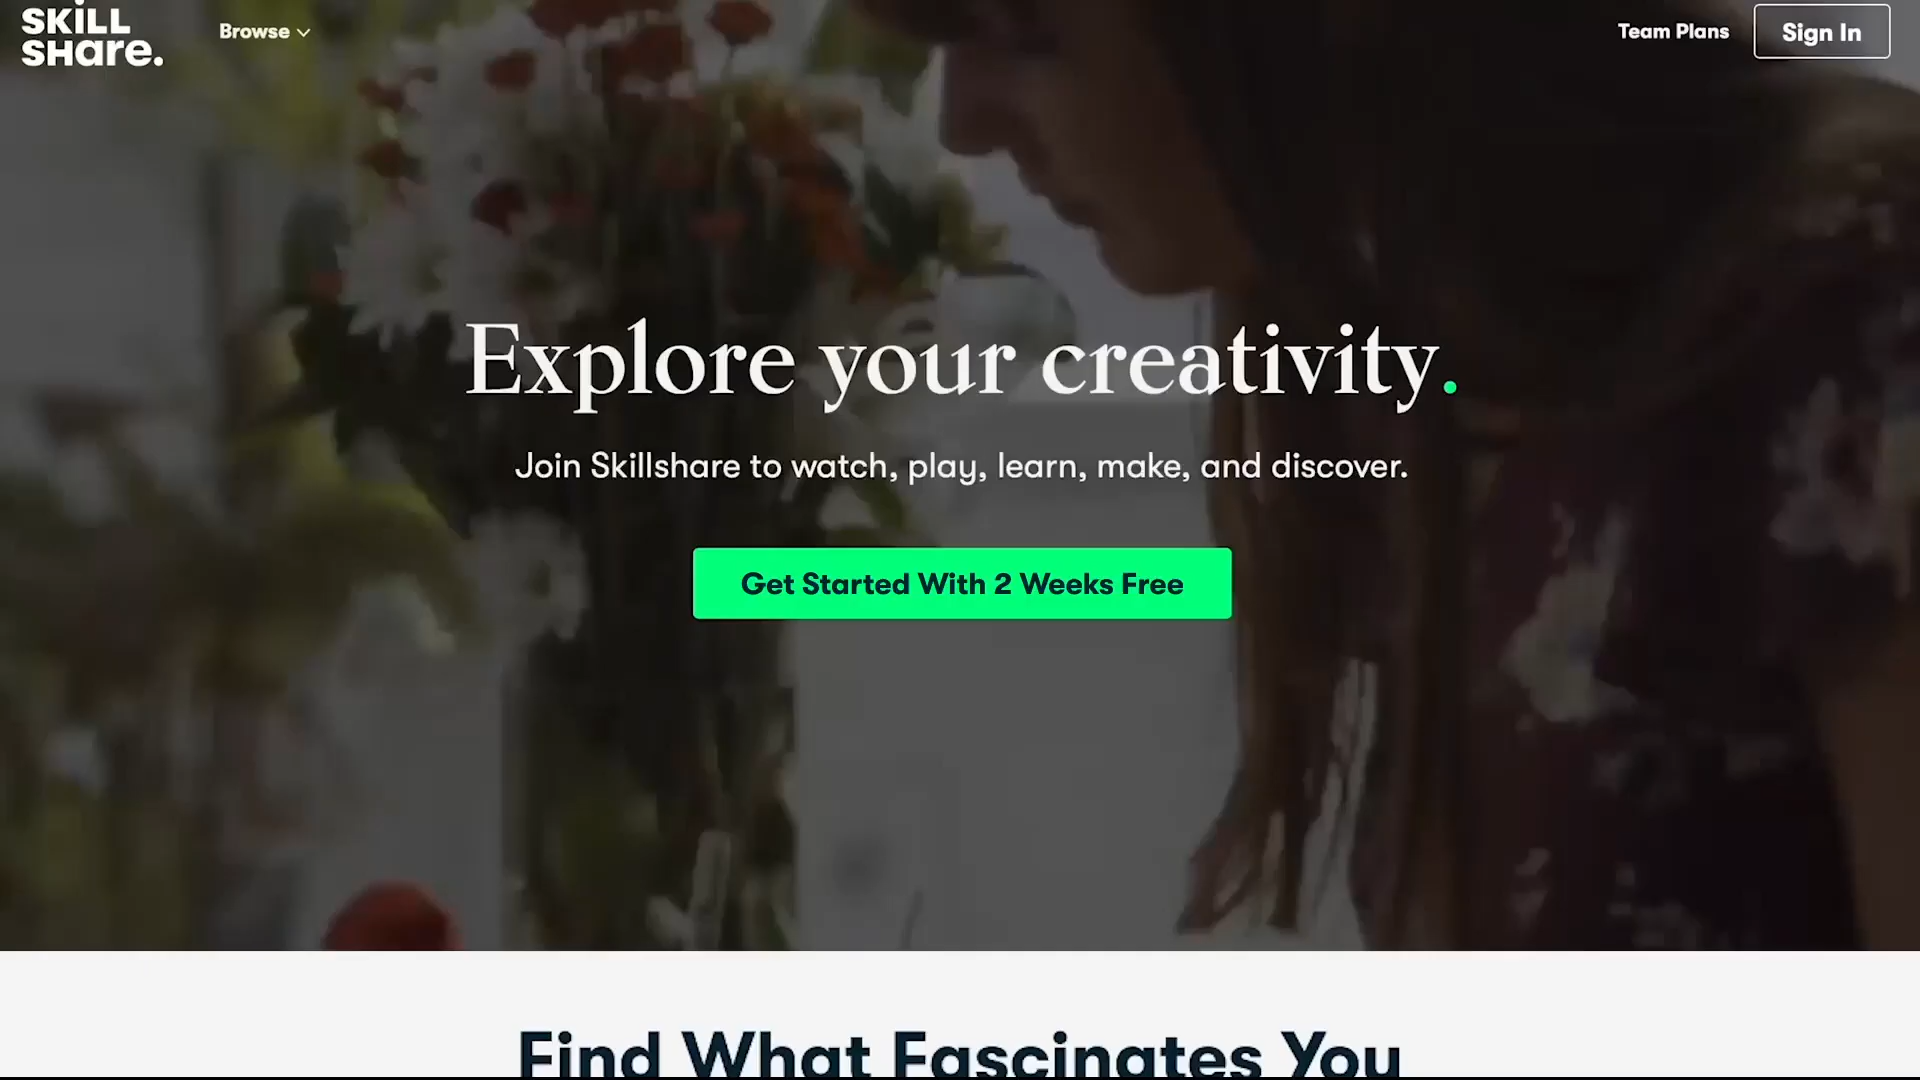 SKILL
SHare.
Browse
Team Plans
Sign In
Explore your creativity.
Join Skillshare to watch, play, learn, make, and discover.
Get Started With 2 Weeks Free
Find What Fascinates You